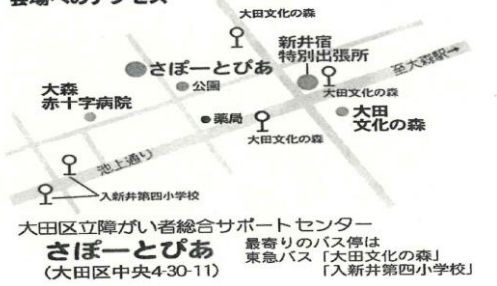 会場へのアクセス
大田文化の森
新井宿
特別出張所
至大森駅→
さぽーとぴあ
公園
大田文化の森
大森
赤十字病院
大田
文化の森
薬局
大田文化の森
池上通り
入新井第四小学校
大田区立障がい者総合サポートセンター
さぽーとぴあ
(大田区中央4-30-11)
最寄りのバス停は
東急バス「大田文化の森」
「入新井第四小学校」